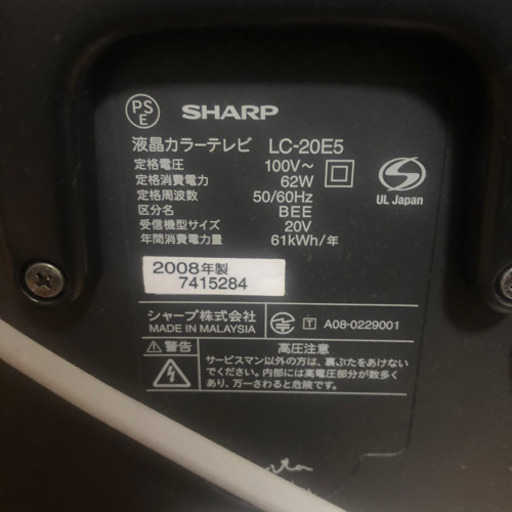 PS
E
SHARP
液晶カラーテレビ LC-20E5
定格電圧 100V～
定格消費電力 62W
定格周波数 50/60Hz
区分名 BEE
受信機型サイズ 20V
年間消費電力量 61kWh/年
UL Japan
2008年製
7415284
シャープ株式会社
MADE IN MALAYSIA
T A08-0229001
警告 高圧注意
サービスマン以外の方は、裏ぶたをあけない
でください。内部には高電圧部分が数多く
あり、万一さわると危険です。